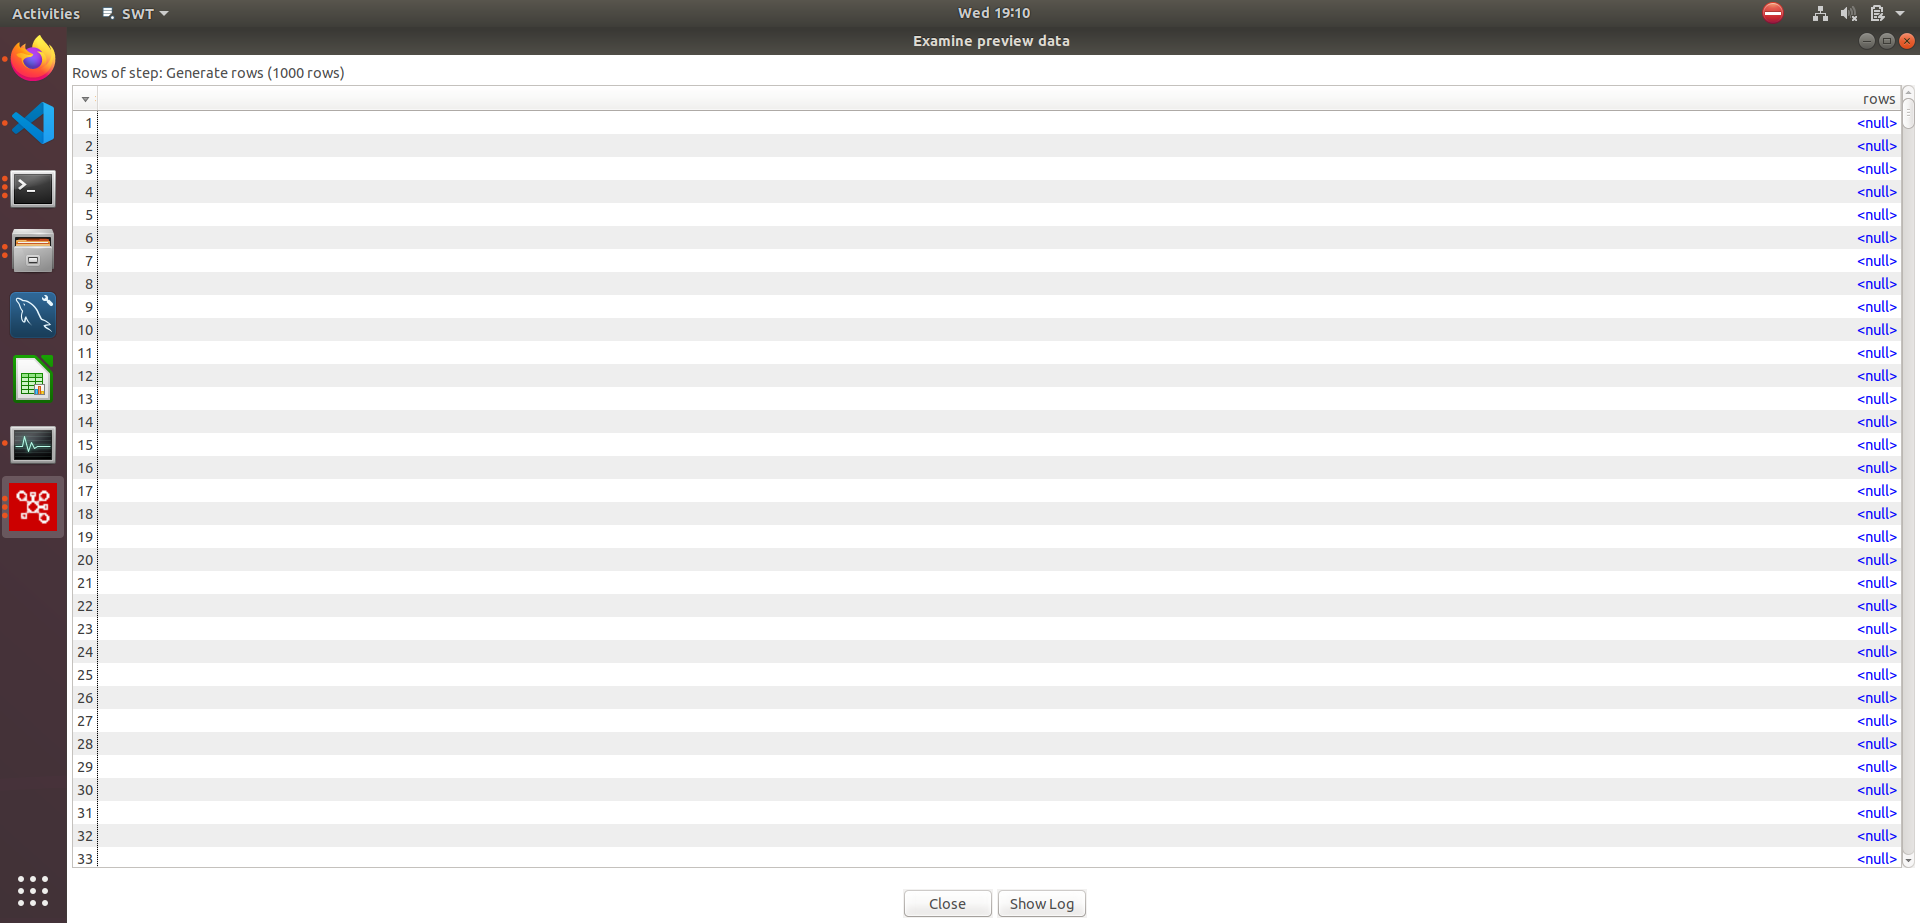 Activities SWT Wed 19:10
Examine preview data
Rows of step: Generate rows (1000 rows)
rows
1 <null>
2 <null>
3 <null>
4 <null>
5 <null>
6 <null>
7 <null>
8 <null>
9 <null>
10 <null>
11 <null>
12 <null>
13 <null>
14 <null>
15 <null>
16 <null>
17 <null>
18 <null>
19 <null>
20 <null>
21 <null>
22 <null>
23 <null>
24 <null>
25 <null>
26 <null>
27 <null>
28 <null>
29 <null>
30 <null>
31 <null>
32 <null>
33 <null>
Close Show Log